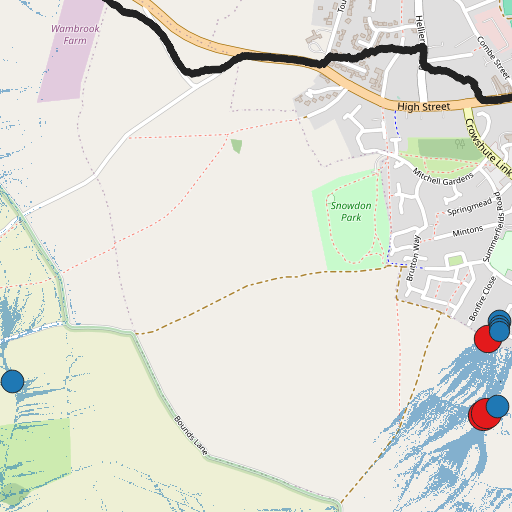 Tou
Hellier
Wambrook
Farm
Combe Street
High Street
Crowshute Link
Mitchell Gardens
Snowdon
Park
Springmead
Summerfields Road
Mintons
Brutton Way
Bonfire Close
Bounds Lane